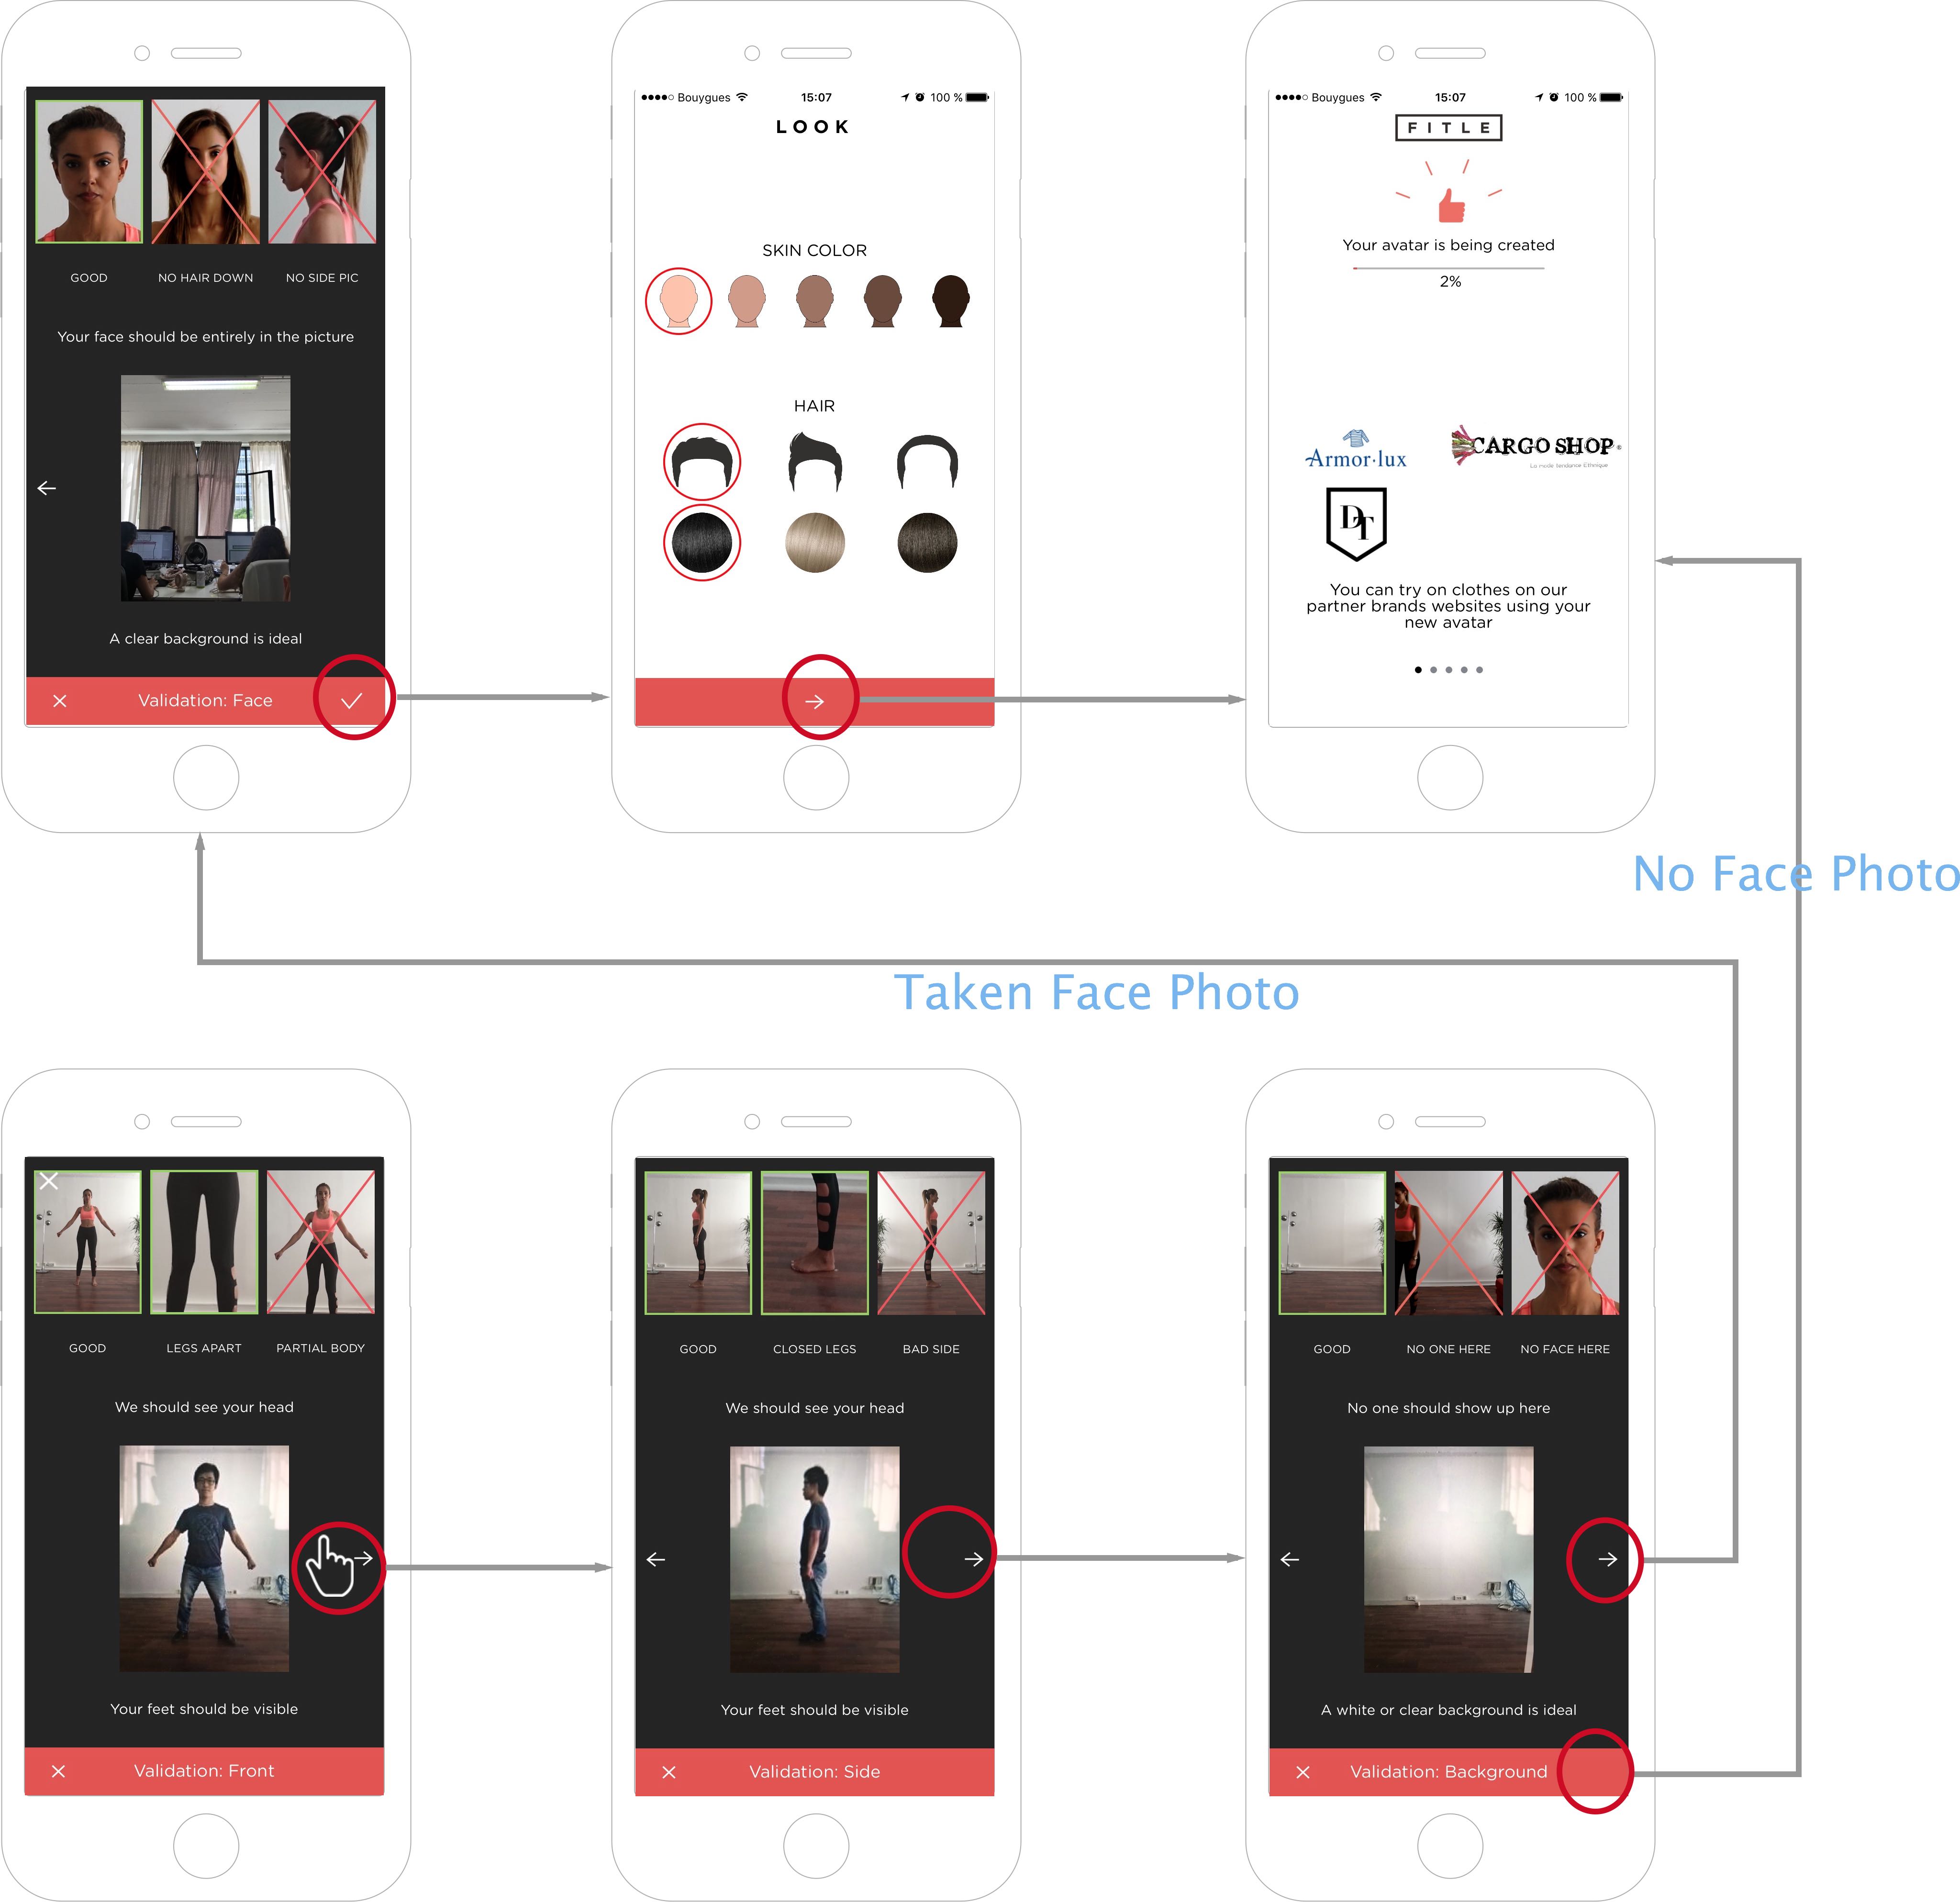 GOOD
NO HAIR DOWN
NO SIDE PIC
Your face should be entirely in the picture
A clear background is ideal
Validation: Face
Bouygues
15:07
100 %
LOOK
SKIN COLOR
HAIR
Bouygues
15:07
100 %
FITLE
Your avatar is being created
2%
Armor·lux
CARGO SHOP
La mode tendance Ethnique
DT
You can try on clothes on our
partner brands websites using your
new avatar
No Face Photo
Taken Face Photo
GOOD
LEGS APART
PARTIAL BODY
We should see your head
Your feet should be visible
Validation: Front
GOOD
CLOSED LEGS
BAD SIDE
We should see your head
Your feet should be visible
Validation: Side
GOOD
NO ONE HERE
NO FACE HERE
No one should show up here
A white or clear background is ideal
Validation: Background